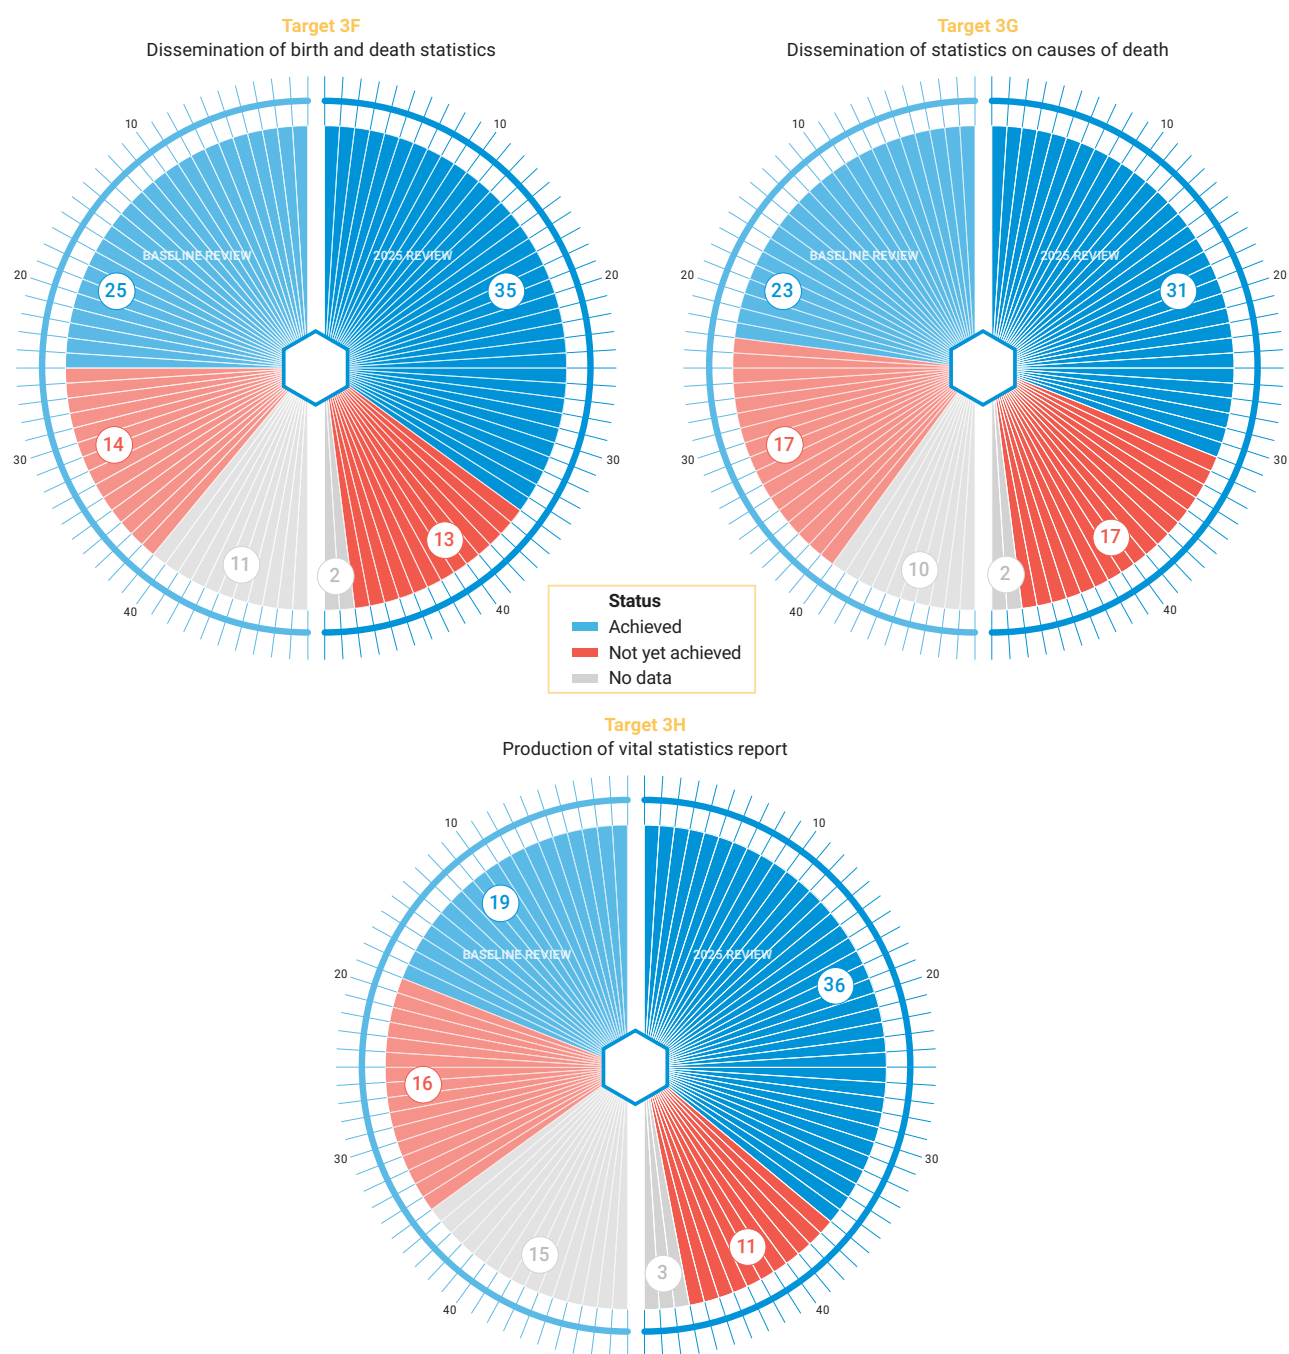 Target 3F
Dissemination of birth and death statistics
10
10
BASELINE REVIEW
2025 REVIEW
20
20
25
35
14
30
30
13
11
2
40
40
Target 3G
Dissemination of statistics on causes of death
10
10
BASELINE REVIEW
2025 REVIEW
20
20
23
31
17
30
30
17
10
2
40
40
Status
Achieved
Not yet achieved
No data
Target 3H
Production of vital statistics report
10
10
19
BASELINE REVIEW
2025 REVIEW
20
20
36
16
30
30
11
15
3
40
40